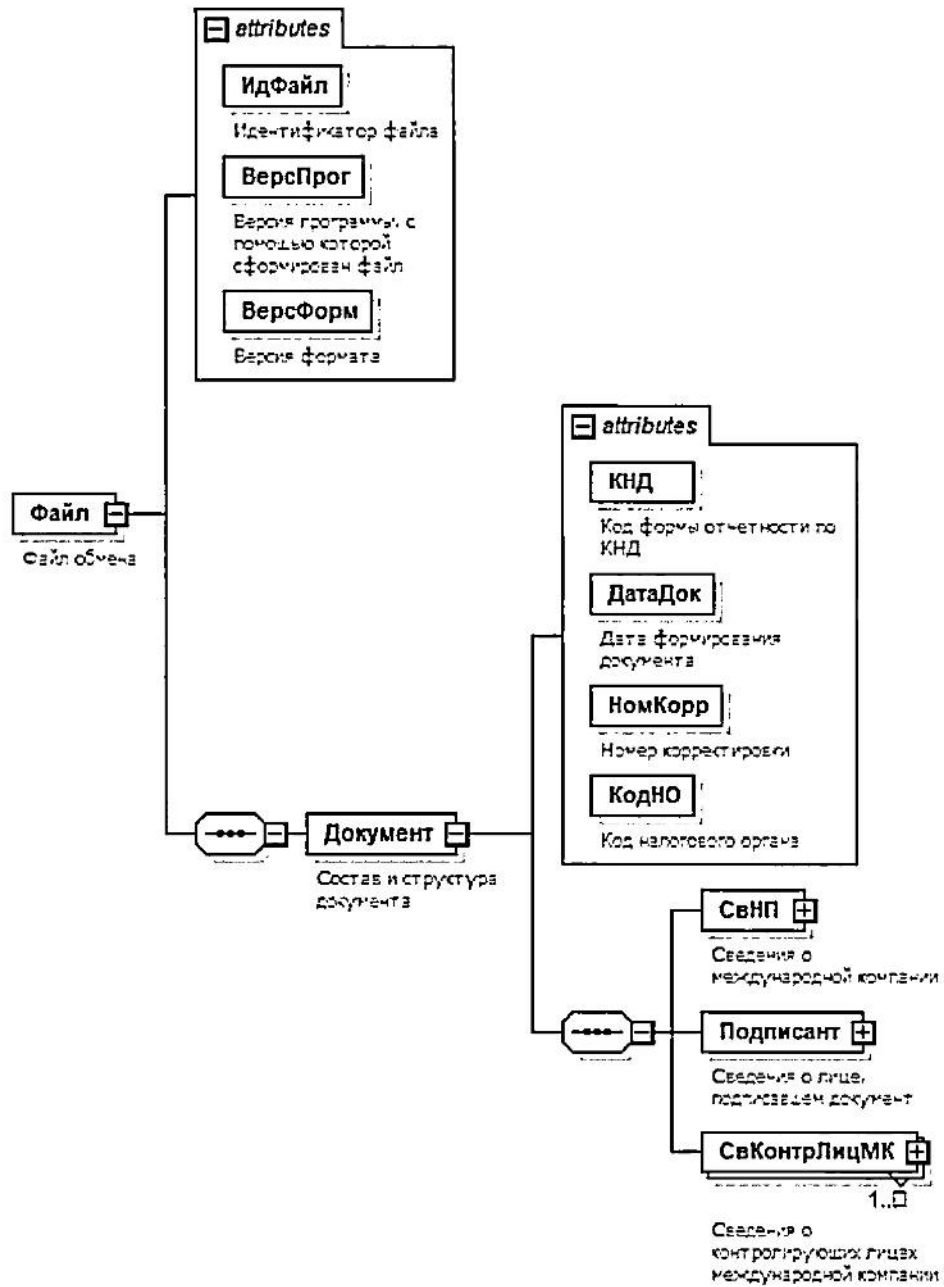 attributes
ИдФайл
Идентификатор файла
ВерсПрог
Версия программы, с
помощью которой
сформирован файл
ВерсФорм
Версия формата
Файл
Файл обмена
attributes
КНД
Код формы отчетности по
КНД
ДатаДок
Дата формирования
документа
НомКорр
Номер корректировки
КодНО
Код налогового органа
Документ
Состав и структура
документа
СвНП
Сведения о
международной компании
Подписант
Сведения о лице,
подписавшем документ
СвКонтрЛицМК
1..
Сведения о
контролирующих лицах
международной компании